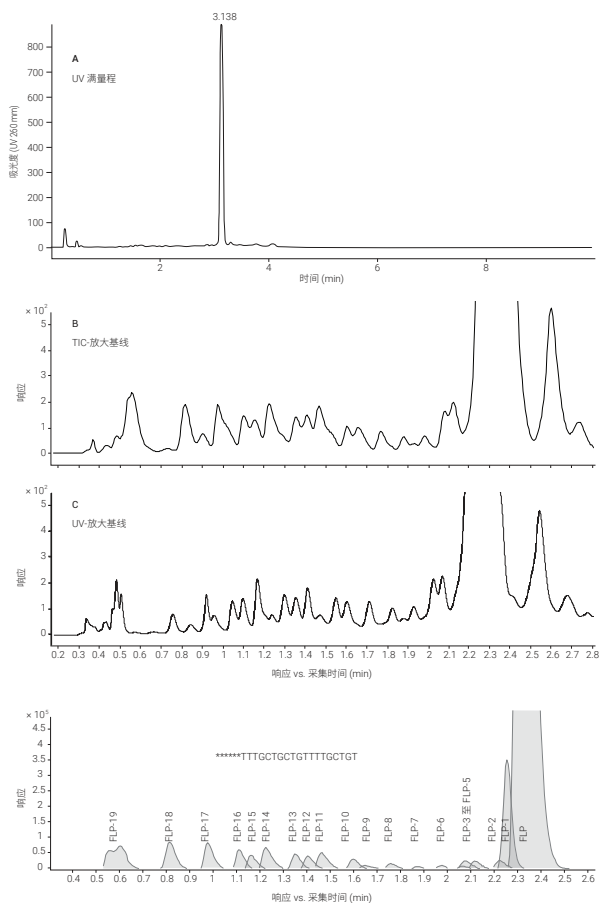 3.138
A
UV 满量程
800
700
600
500
400
300
200
100
0
吸光度 (UV 260 mm)
2 4 6 8
时间 (min)
× 10²
B
TIC-放大基线
5
4
3
2
1
0
响应
× 10²
C
UV-放大基线
5
4
3
2
1
0
响应
0.2 0.3 0.4 0.5 0.6 0.7 0.8 0.9 1 1.1 1.2 1.3 1.4 1.5 1.6 1.7 1.8 1.9 2 2.1 2.2 2.3 2.4 2.5 2.6 2.7 2.8
响应 vs. 采集时间 (min)
× 10⁵
4.5
4
3.5
3
2.5
2
1.5
1
0.5
0
响应
******TTTGCTGCTGTTTTGCTGT
FLP-19 FLP-18 FLP-17 FLP-16 FLP-15 FLP-14 FLP-13 FLP-12 FLP-11 FLP-10 FLP-9 FLP-8 FLP-7 FLP-6 FLP-3 至 FLP-5 FLP-2 FLP-1 FLP
0.4 0.5 0.6 0.7 0.8 0.9 1 1.1 1.2 1.3 1.4 1.5 1.6 1.7 1.8 1.9 2 2.1 2.2 2.3 2.4 2.5 2.6
响应 vs. 采集时间 (min)